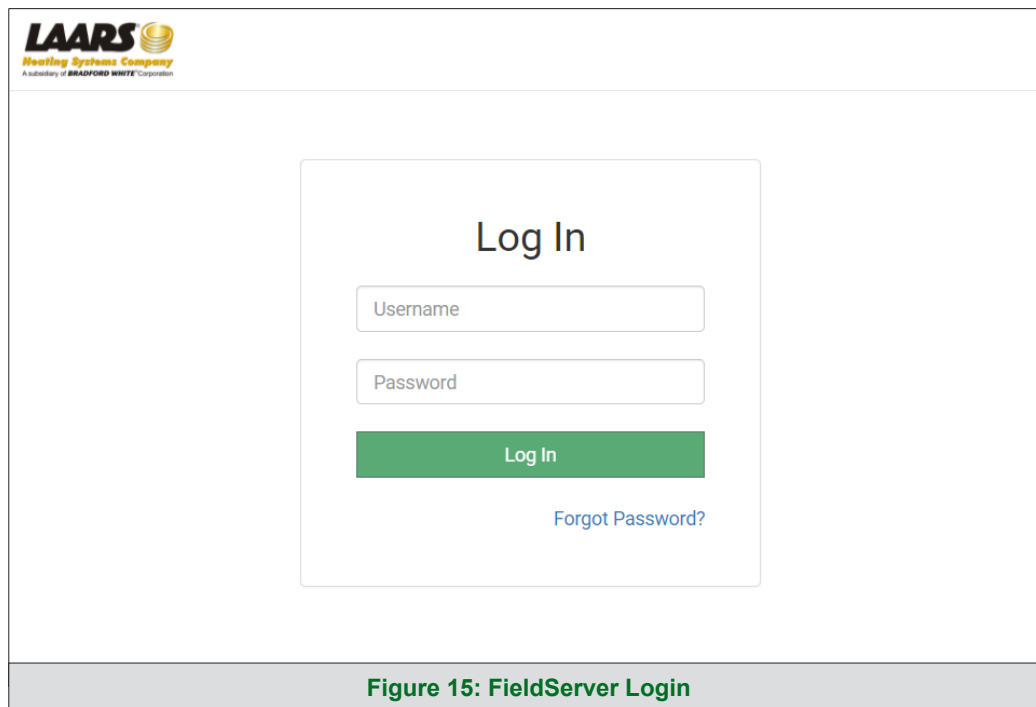 LAARS
Heating Systems Company
A subsidiary of BRADFORD WHITE Corporation
Log In
Username
Password
Log In
Forgot Password?
Figure 15: FieldServer Login